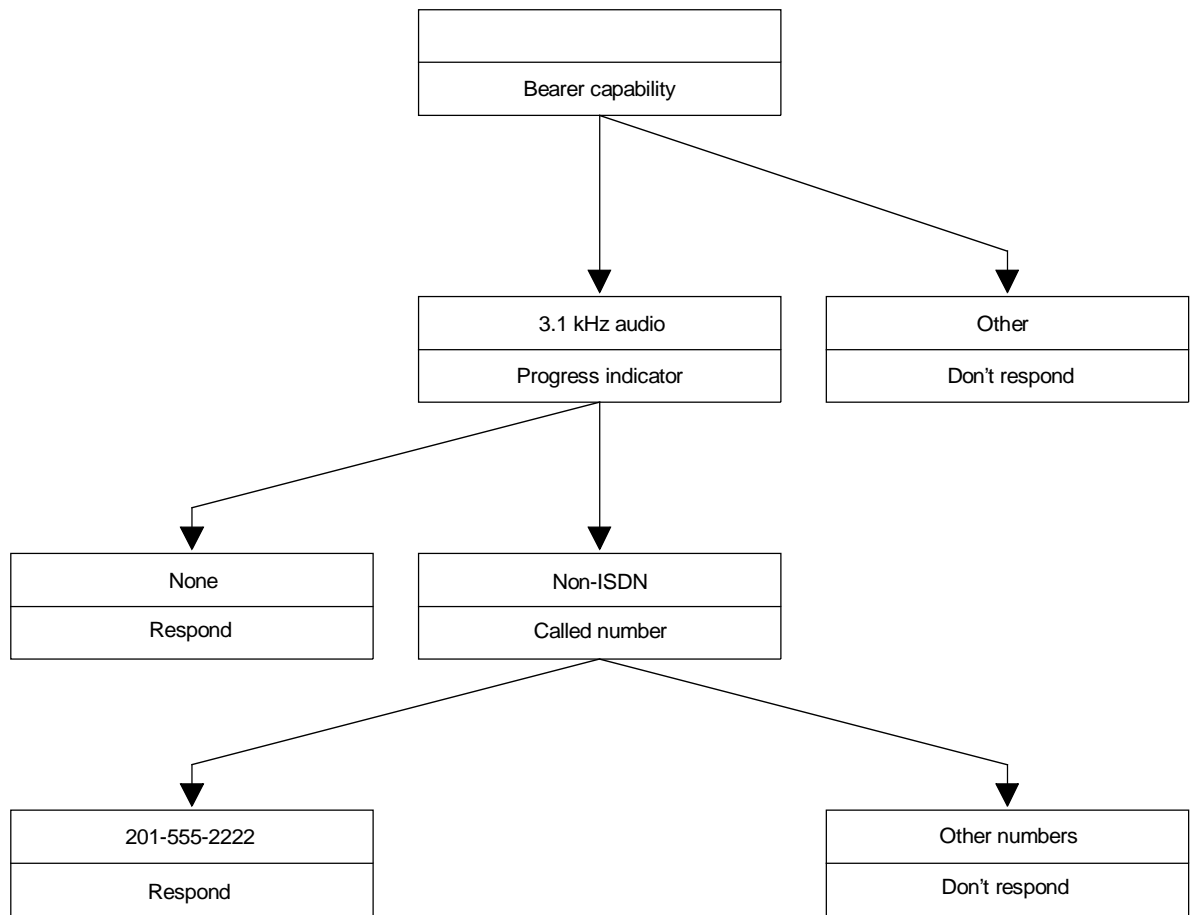 Bearer capability
3.1 kHz audio
Other
Progress indicator
Don't respond
None
Non-ISDN
Respond
Called number
201-555-2222
Other numbers
Respond
Don't respond